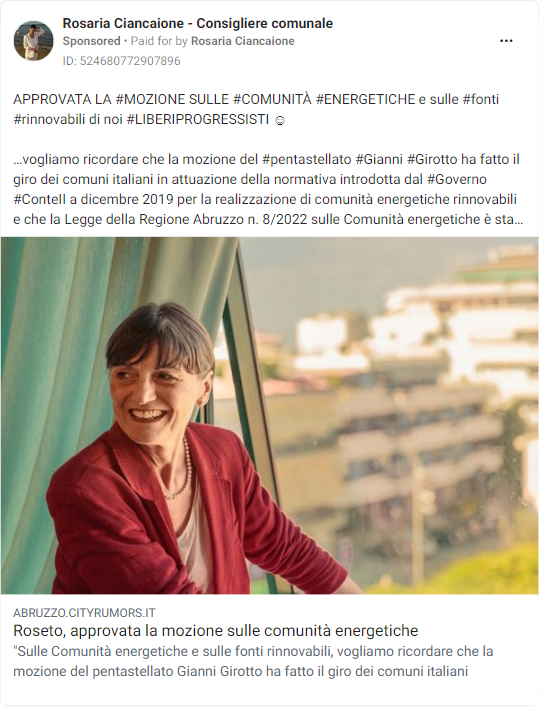 Rosaria Ciancaione - Consigliere comunale
Sponsored • Paid for by Rosaria Ciancaione
ID: 524680772907896
APPROVATA LA #MOZIONE SULLE #COMUNITÀ #ENERGETICHE e sulle #fonti
#rinnovabili di noi #LIBERIPROGRESSISTI ☺
...vogliamo ricordare che la mozione del #pentastellato #Gianni #Girotto ha fatto il
giro dei comuni italiani in attuazione della normativa introdotta dal #Governo
#ConteII a dicembre 2019 per la realizzazione di comunità energetiche rinnovabili
e che la Legge della Regione Abruzzo n. 8/2022 sulle Comunità energetiche è sta...
ABRUZZO.CITYRUMORS.IT
Roseto, approvata la mozione sulle comunità energetiche
"Sulle Comunità energetiche e sulle fonti rinnovabili, vogliamo ricordare che la
mozione del pentastellato Gianni Girotto ha fatto il giro dei comuni italiani